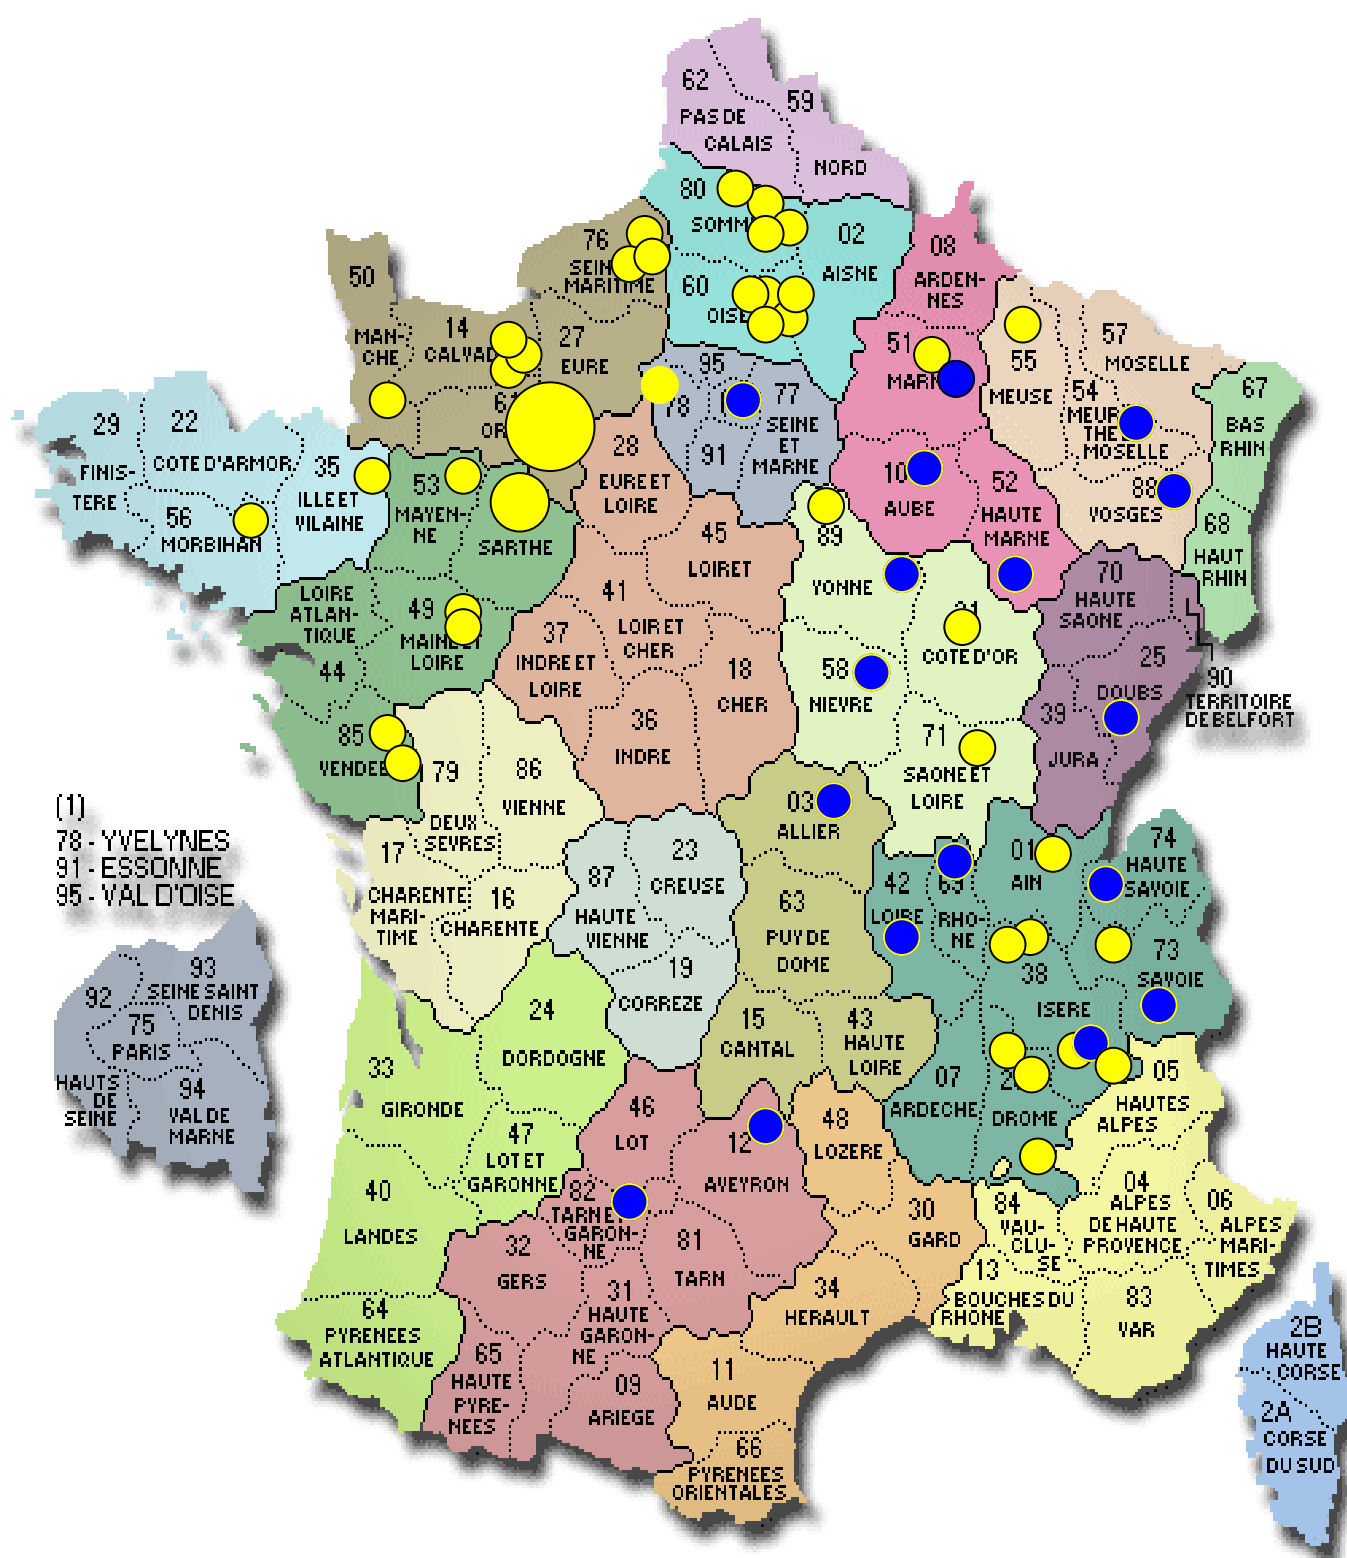 62
PAS DE
CALAIS
59
NORD
80
SOMM
02
AISNE
60
OISE
76
SEIN
MARITIME
27
EURE
50
MAN-
CHE
14
CALVAD
OR
08
ARDEN-
NES
51
MARN
10
AUBE
52
HAUTE
MARNE
55
MEUSE
57
MOSELLE
54
MEUR
THE
MOSELLE
88
VOSGES
67
BAS
RHIN
68
HAUT
RHIN
95
78
91
77
SEINE
ET
MARNE
29
FINIS-
TERE
22
COTE D'ARMOR.
35
ILLE ET
VILAINE
56
MORBIHAN
53
MAYEN-
NE
SARTHE
LOIRE
ATLAN-
TIQUE
44
49
MAINE ET
LOIRE
85
VENDEE
28
EURE ET
LOIRE
45
LOIRET
41
LOIR ET
CHER
37
INDRE ET
LOIRE
18
CHER
36
INDRE
89
YONNE
COTE D'OR
58
NIEVRE
71
SAONE ET
LOIRE
70
HAUTE
SAONE
25
DOUBS
39
JURA
90
TERRITOIRE
DE BELFORT
79
DEUX
SEVRES
86
VIENNE
17
CHARENTE
MARI-
TIME
16
CHARENTE
87
HAUTE
VIENNE
23
CREUSE
19
CORREZE
03
ALLIER
63
PUY DE
DOME
15
CANTAL
43
HAUTE
LOIRE
42
LOIRE
69
RHO-
NE
01
AIN
74
HAUTE
SAVOIE
73
SAVOIE
38
ISERE
07
ARDECHE
DROME
(1)
78 - YVELYNES
91 - ESSONNE
95 - VAL D'OISE
92
93
SEINE SAINT
DENIS
75
PARIS
HAUTS
DE
SEINE
94
VAL DE
MARNE
24
DORDOGNE
33
GIRONDE
47
LOT ET
GARONNE
40
LANDES
64
PYRENEES
ATLANTIQUE
46
LOT
12
AVEYRON
82
TARN ET
GARON-
NE
32
GERS
81
TARN
31
HAUTE
GARON-
NE
65
HAUTE
PYRE-
NEES
09
ARIEGE
48
LOZERE
30
GARD
34
HERAULT
11
AUDE
66
PYRENEES
ORIENTALES
05
HAUTES
ALPES
04
ALPES
DE HAUTE
PROVENCE
06
ALPES
MARI-
TIMES
84
VAU-
CLU-
SE
13
BOUCHES DU
RHONE
83
VAR
2B
HAUTE
CORSE
2A
CORSE
DU SUD